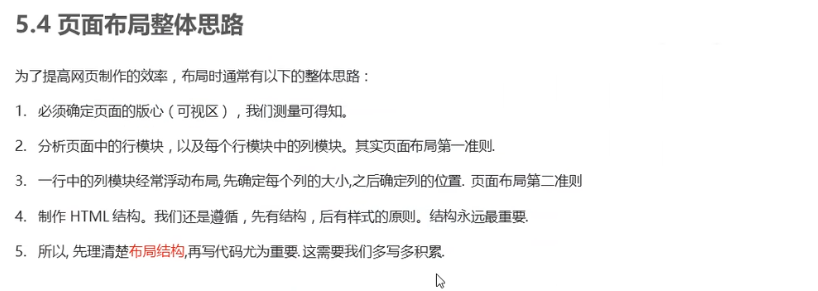 5.4 页面布局整体思路
为了提高网页制作的效率，布局时通常有以下的整体思路：
1. 必须确定页面的版心（可视区），我们测量可得知。
2. 分析页面中的行模块，以及每个行模块中的列模块。其实页面布局第一准则.
3. 一行中的列模块经常浮动布局, 先确定每个列的大小,之后确定列的位置. 页面布局第二准则
4. 制作 HTML 结构。我们还是遵循，先有结构，后有样式的原则。结构永远最重要.
5. 所以, 先理清楚布局结构,再写代码尤为重要. 这需要我们多写多积累.